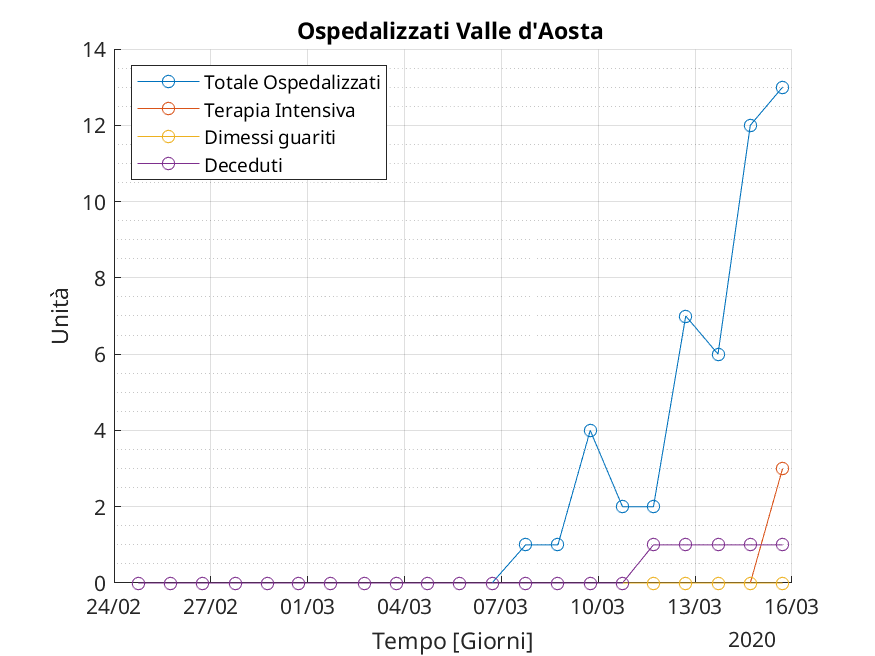 Ospedalizzati Valle d'Aosta
14
12
10
8
6
4
2
0
Unità
Totale Ospedalizzati
Terapia Intensiva
Dimessi guariti
Deceduti
24/02 27/02 01/03 04/03 07/03 10/03 13/03 16/03
Tempo [Giorni]
2020